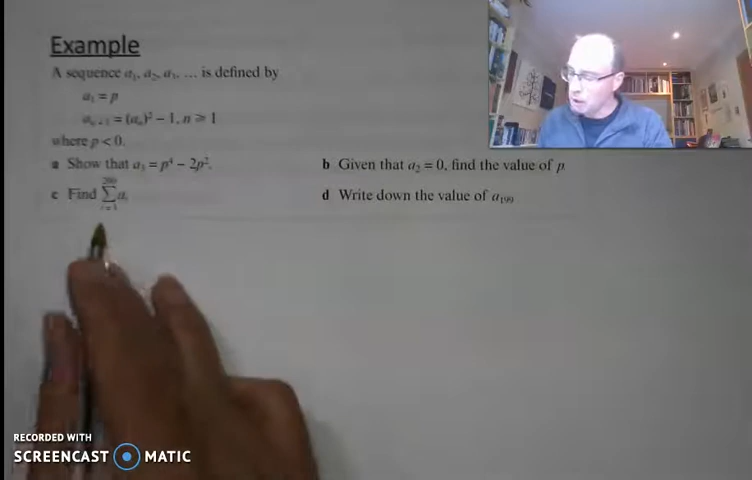 Example
A sequence a₁, a₂, a₃, … is defined by
a₁ = p
aₙ₊₁ = (aₙ)² − 1, n ⩾ 1
where p < 0.
a Show that a₃ = p⁴ − 2p².
b Given that a₂ = 0, find the value of p.
c Find ∑ aᵣ
d Write down the value of a₁₉₉
RECORDED WITH
SCREENCAST MATIC